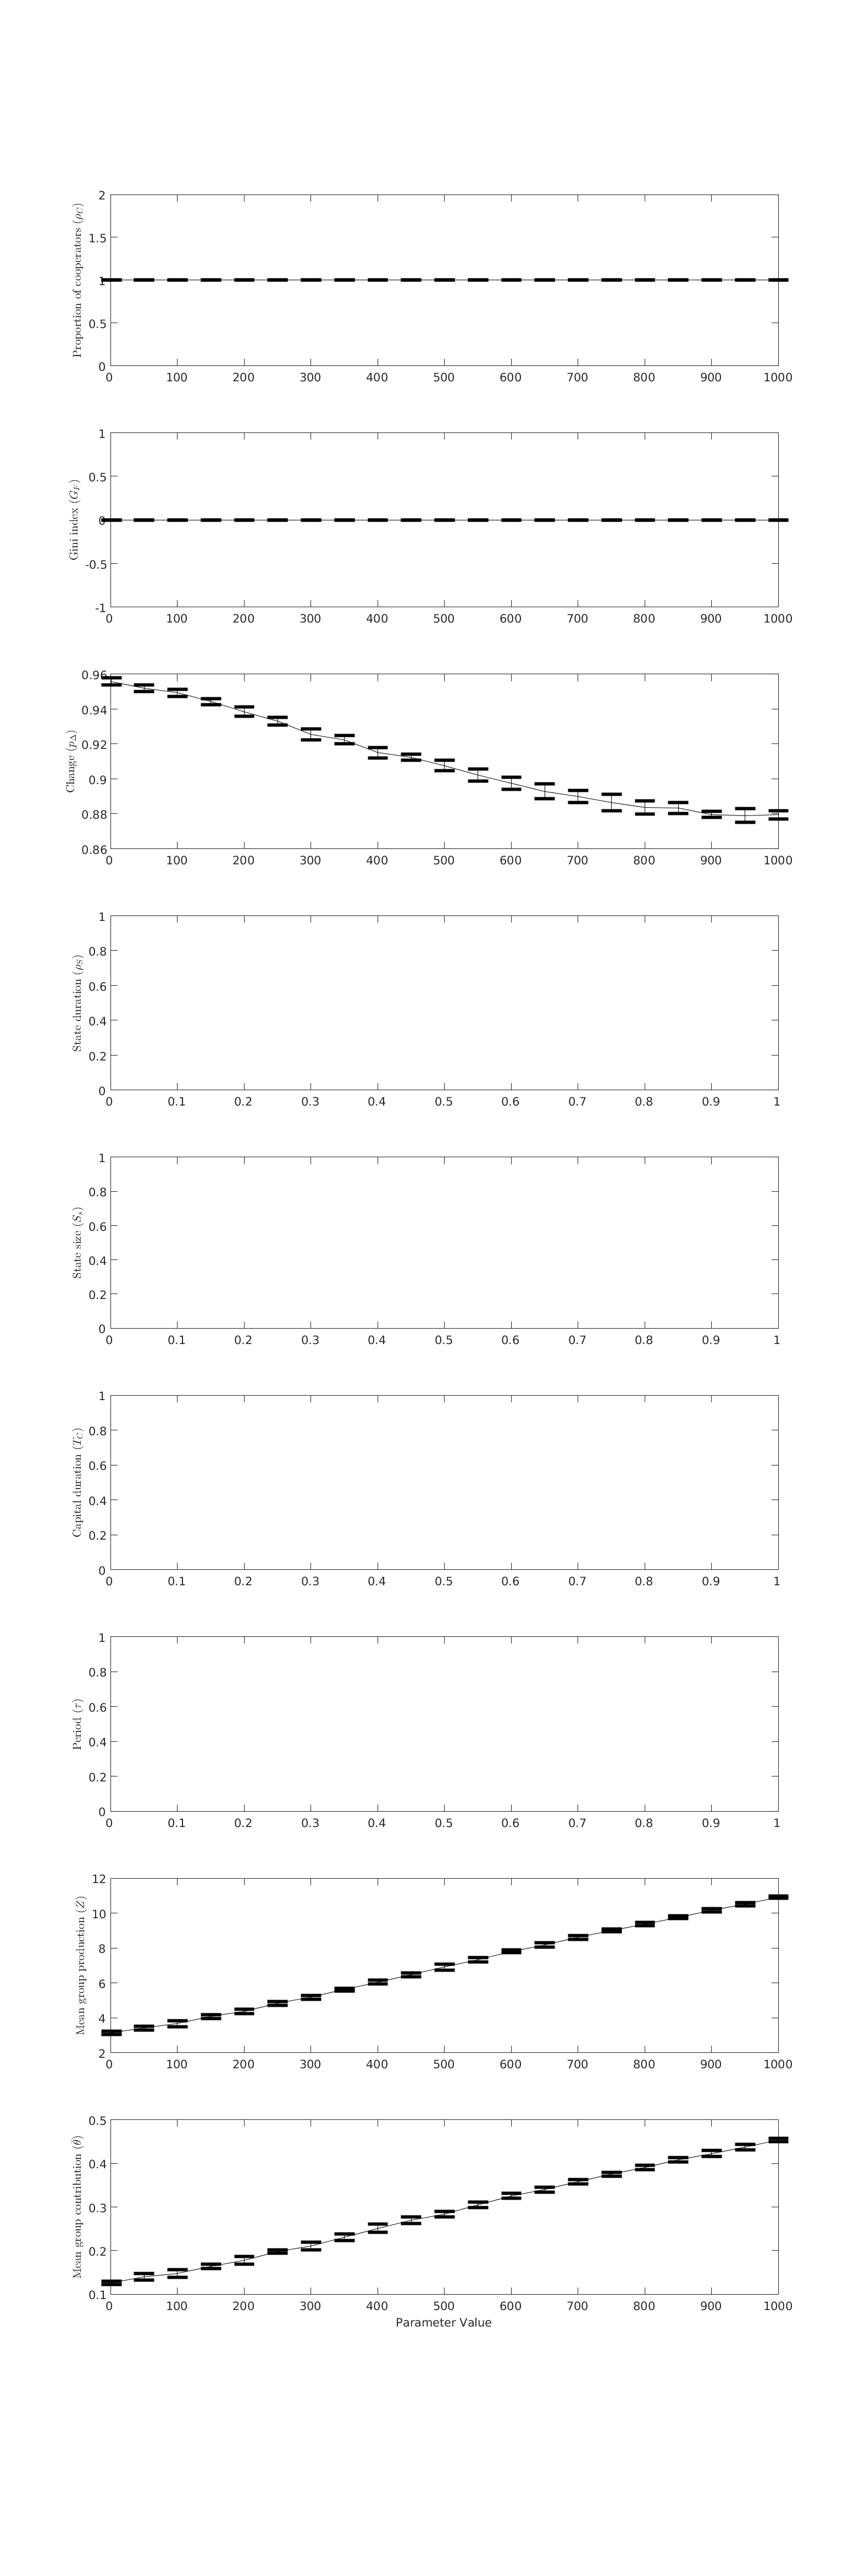 Proportion of cooperators (ρC)
2
1.5
1
0.5
0
0 100 200 300 400 500 600 700 800 900 1000
Gini index (GF)
1
0.5
0
-0.5
-1
0 100 200 300 400 500 600 700 800 900 1000
Change (pΔ)
0.96
0.94
0.92
0.9
0.88
0.86
0 100 200 300 400 500 600 700 800 900 1000
State duration (ρS)
1
0.8
0.6
0.4
0.2
0
0 0.1 0.2 0.3 0.4 0.5 0.6 0.7 0.8 0.9 1
State size (Ss)
1
0.8
0.6
0.4
0.2
0
0 0.1 0.2 0.3 0.4 0.5 0.6 0.7 0.8 0.9 1
Capital duration (TC)
1
0.8
0.6
0.4
0.2
0
0 0.1 0.2 0.3 0.4 0.5 0.6 0.7 0.8 0.9 1
Period (τ)
1
0.8
0.6
0.4
0.2
0
0 0.1 0.2 0.3 0.4 0.5 0.6 0.7 0.8 0.9 1
Mean group production (Z̄)
12
10
8
6
4
2
0 100 200 300 400 500 600 700 800 900 1000
Mean group contribution (θ̄)
0.5
0.4
0.3
0.2
0.1
0 100 200 300 400 500 600 700 800 900 1000
Parameter Value